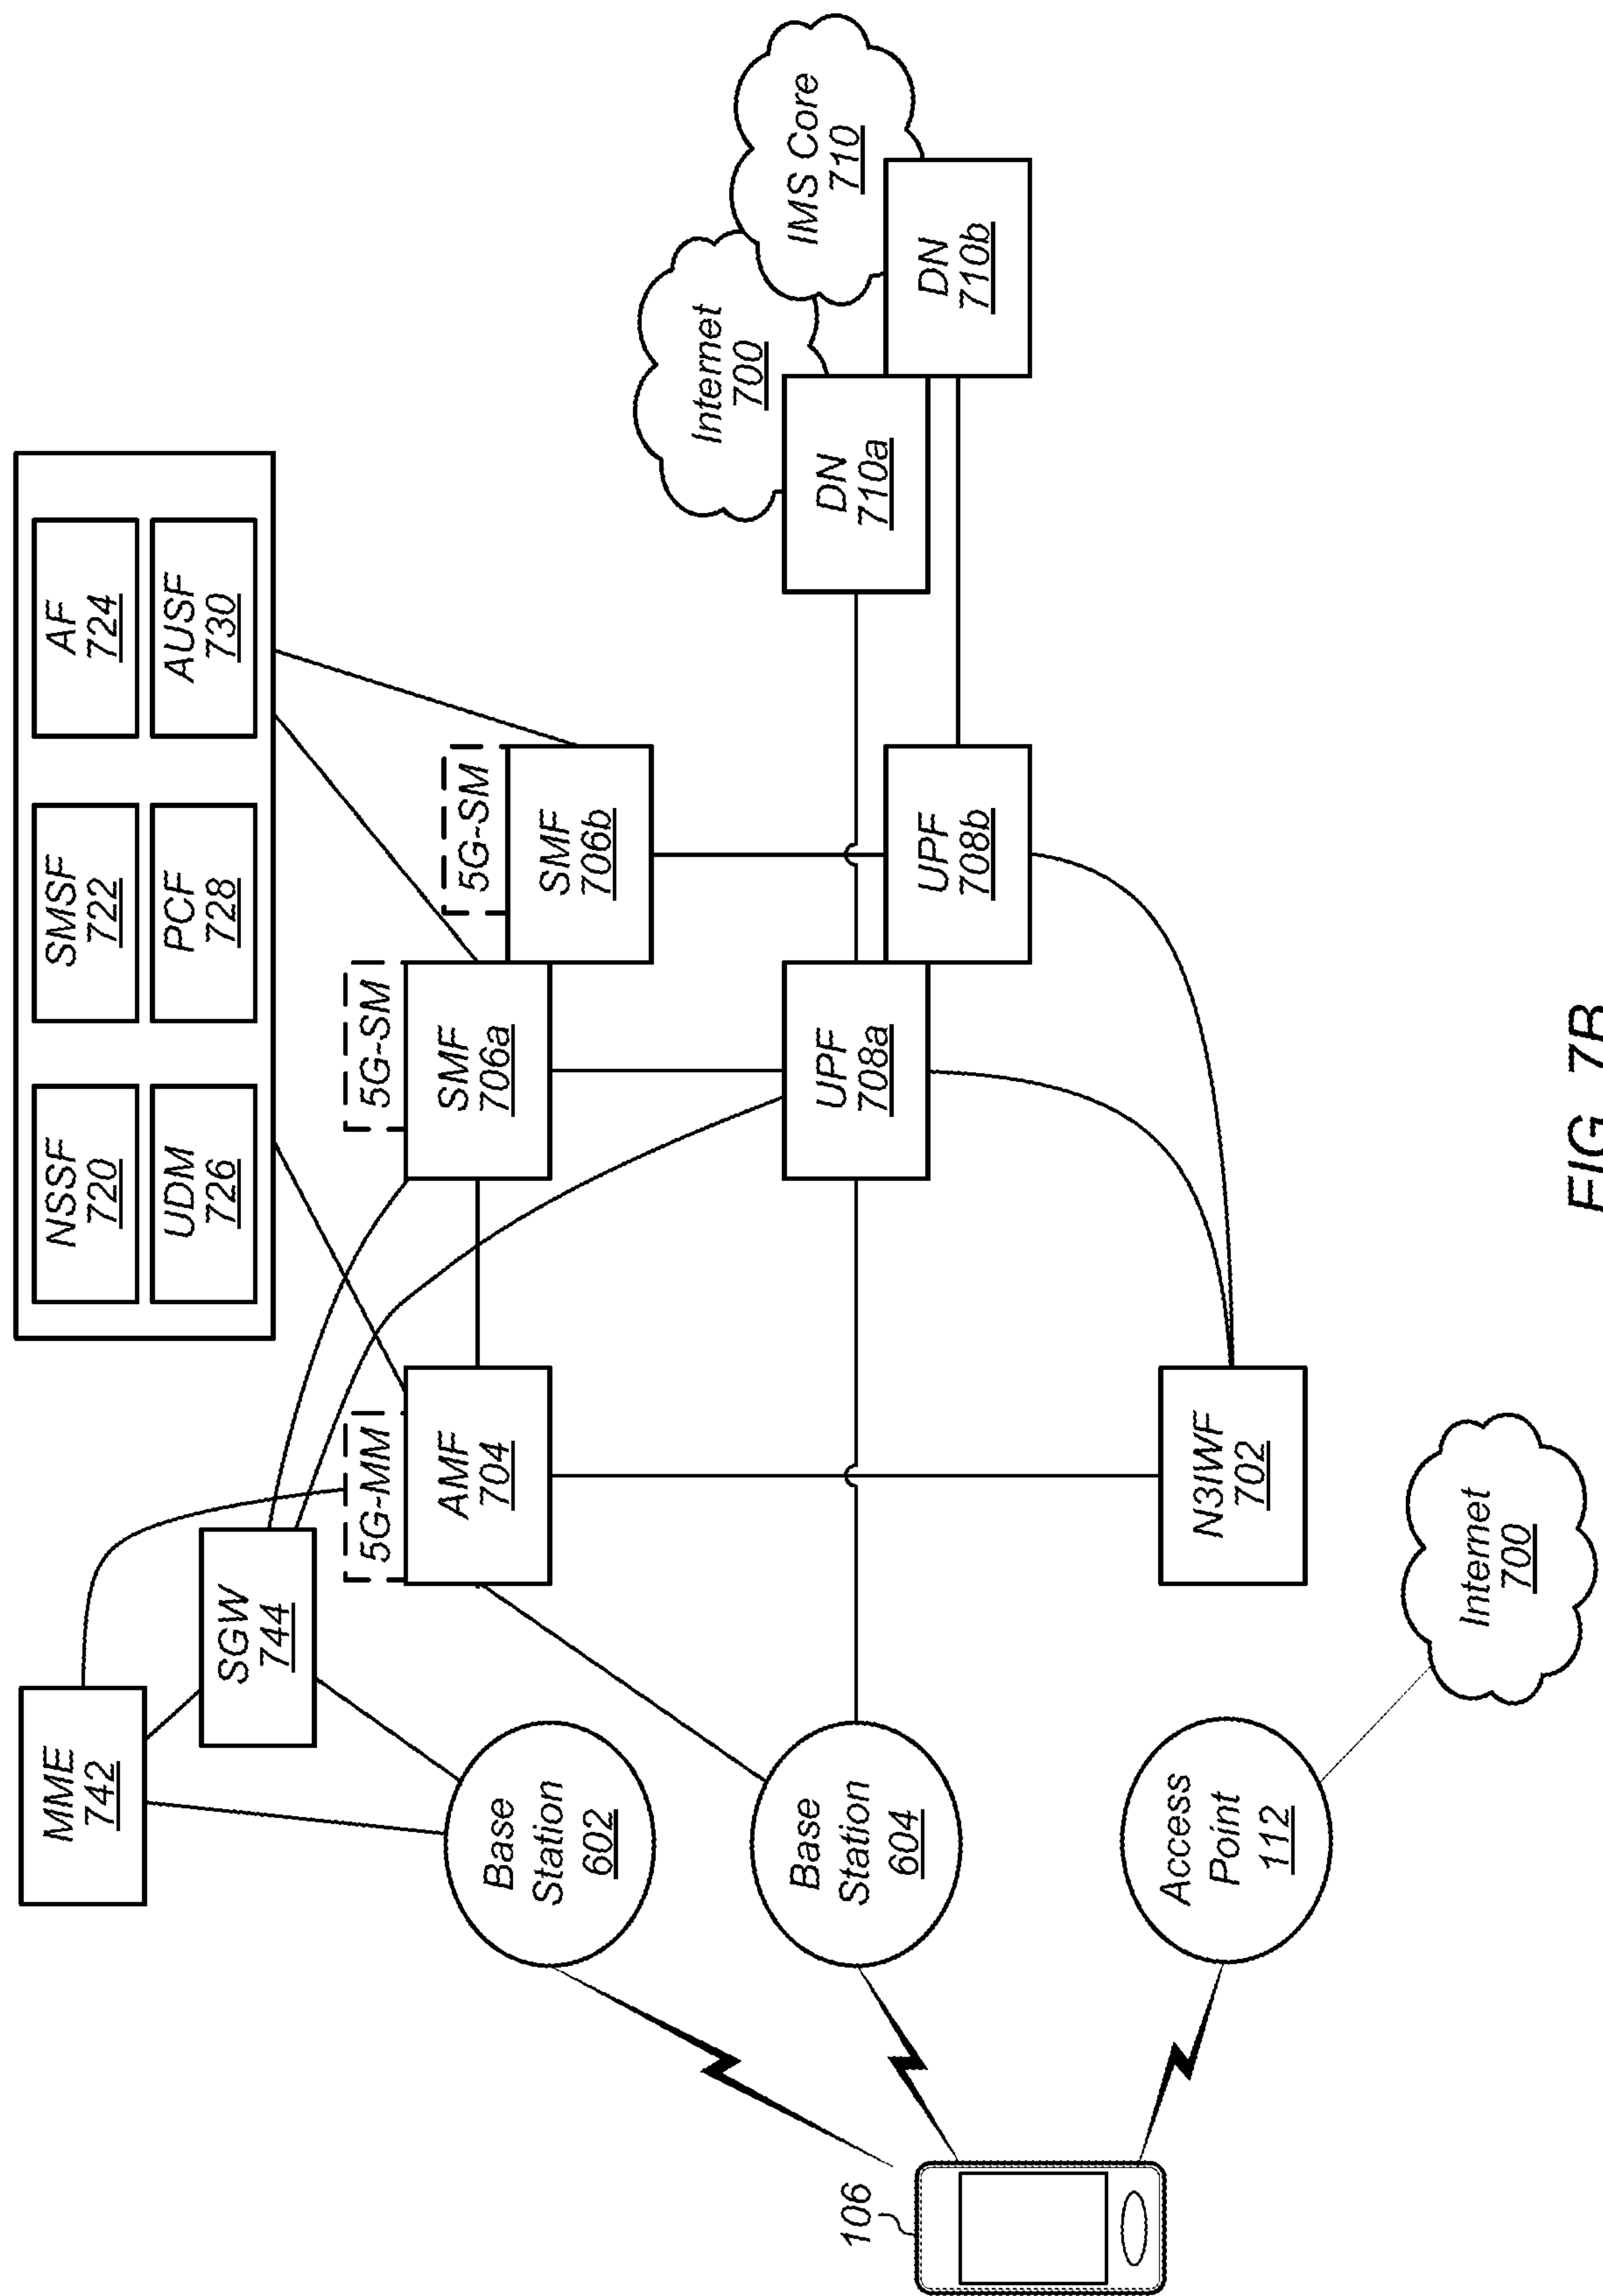 NSSF
720
SMSF
722
AF
724
UDM
726
PCF
728
AUSF
730
MME
742
SGW
744
5G-MM
AMF
704
5G-SM
SMF
706a
5G-SM
SMF
706b
Base
Station
602
Base
Station
604
UPF
708a
UPF
708b
Internet
700
IMS Core
710
DN
710a
DN
710b
106
Access
Point
112
N3IWF
702
Internet
700
FIG. 7B